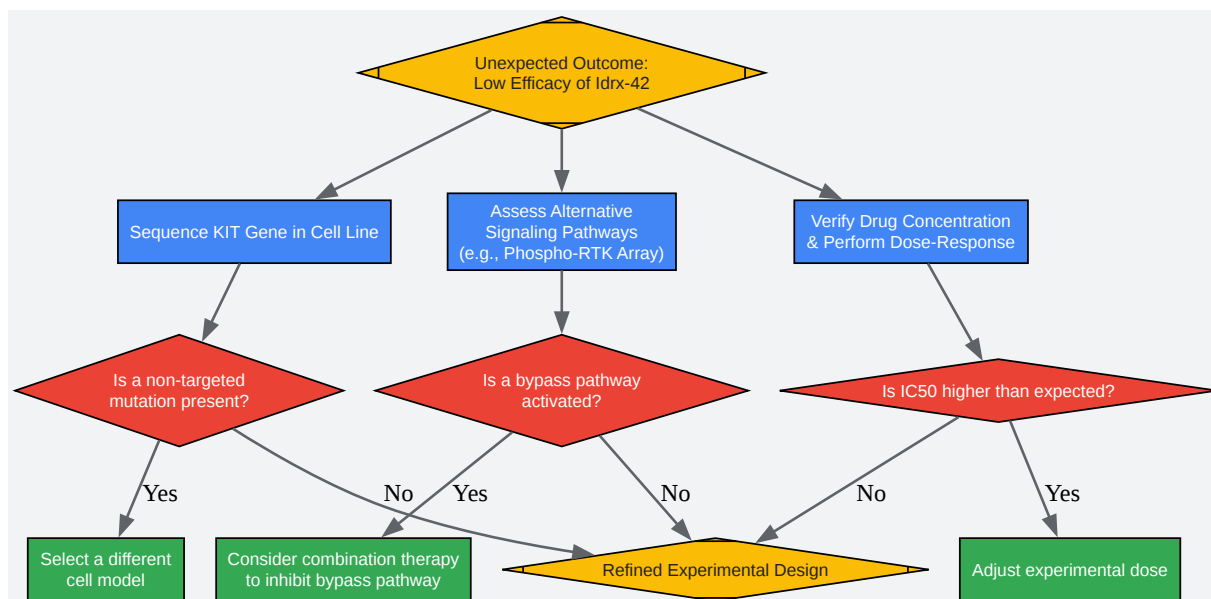 Unexpected Outcome:
Low Efficacy of Idrx-42
Sequence KIT Gene in Cell Line
Assess Alternative
Signaling Pathways
(e.g., Phospho-RTK Array)
Verify Drug Concentration
& Perform Dose-Response
Is a non-targeted
mutation present?
Is a bypass pathway
activated?
Is IC50 higher than expected?
Yes
No
Yes
No
No
Yes
Select a different
cell model
Consider combination therapy
to inhibit bypass pathway
Refined Experimental Design
Adjust experimental dose